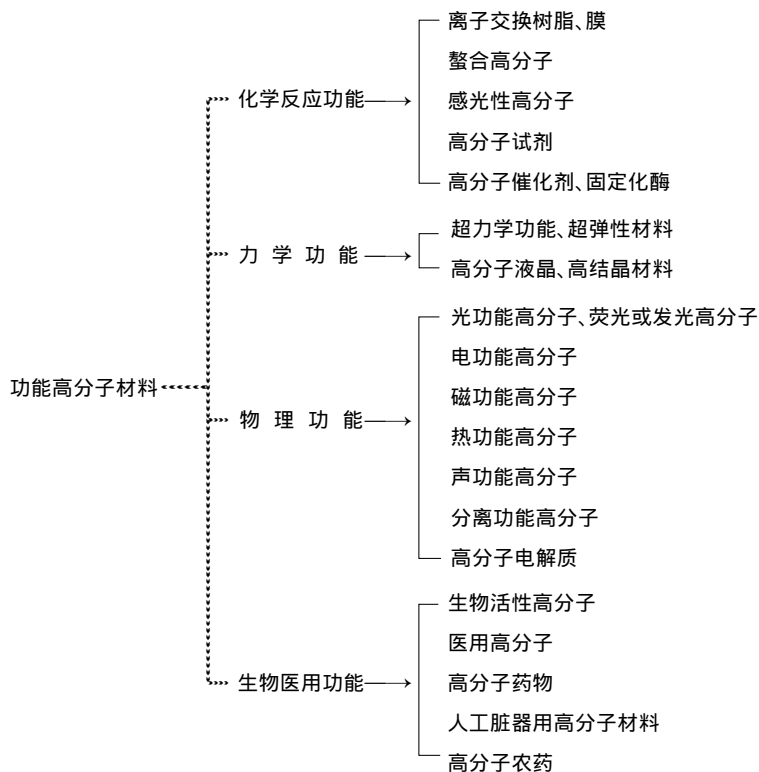 离子交换树脂、膜
螯合高分子
化学反应功能
感光性高分子
高分子试剂
高分子催化剂、固定化酶
超力学功能、超弹性材料
力学功能
高分子液晶、高结晶材料
光功能高分子、荧光或发光高分子
电功能高分子
功能高分子材料
磁功能高分子
物理功能
热功能高分子
声功能高分子
分离功能高分子
高分子电解质
生物活性高分子
医用高分子
生物医用功能
高分子药物
人工脏器用高分子材料
高分子农药